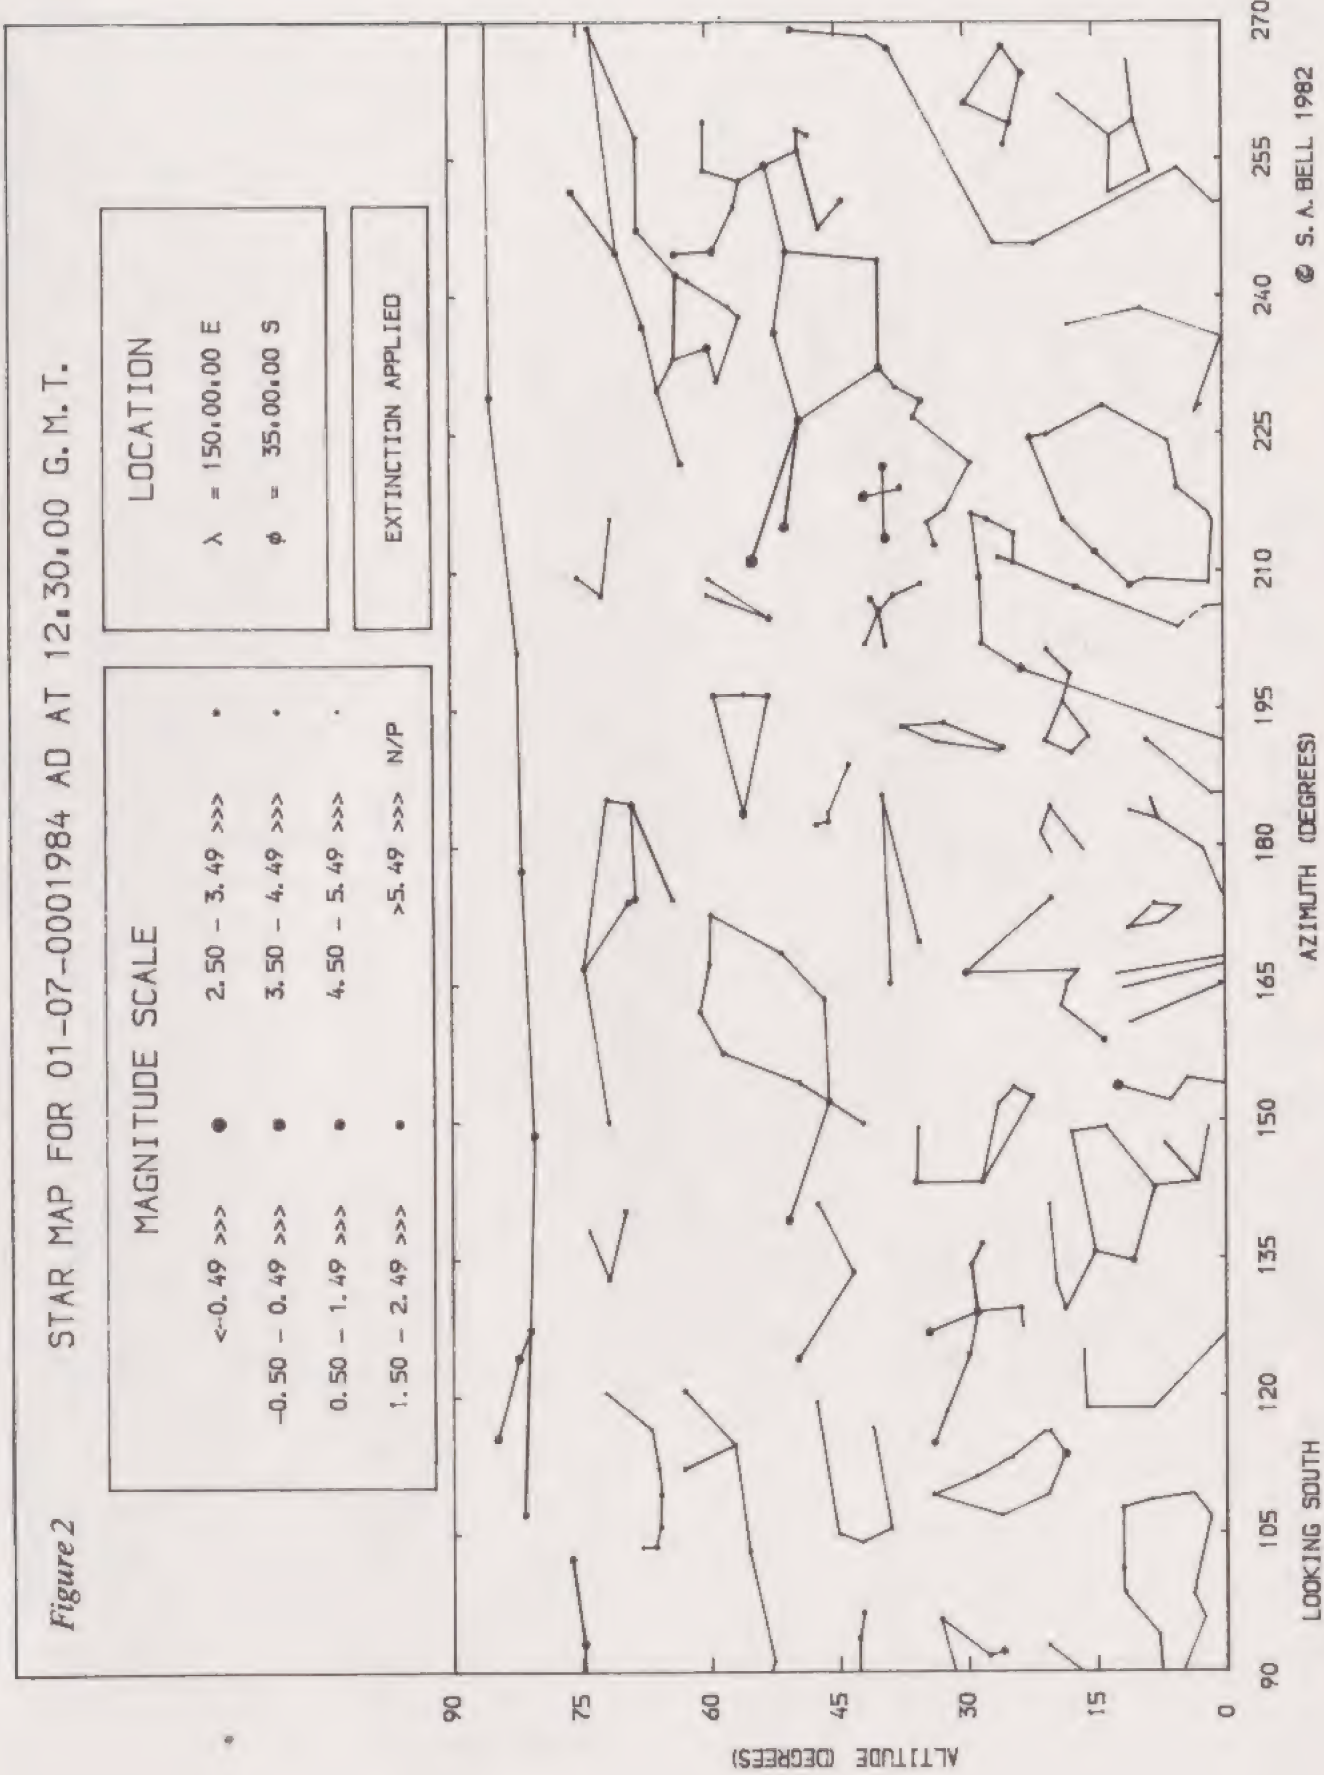 Figure 2
STAR MAP FOR 01-07-0001984 AD AT 12:30:00 G.M.T.
MAGNITUDE SCALE
<-0.49 >>>
-0.50 - 0.49 >>>
0.50 - 1.49 >>>
1.50 - 2.49 >>>
2.50 - 3.49 >>>
3.50 - 4.49 >>>
4.50 - 5.49 >>>
>5.49 >>> N/P
LOCATION
λ = 150:00:00 E
φ = 35:00:00 S
EXTINCTION APPLIED
ALTITUDE (DEGREES)
90
75
60
45
30
15
0
90 105 120 135 150 165 180 195 210 225 240 255 270
LOOKING SOUTH
AZIMUTH (DEGREES)
© S.A. BELL 1982